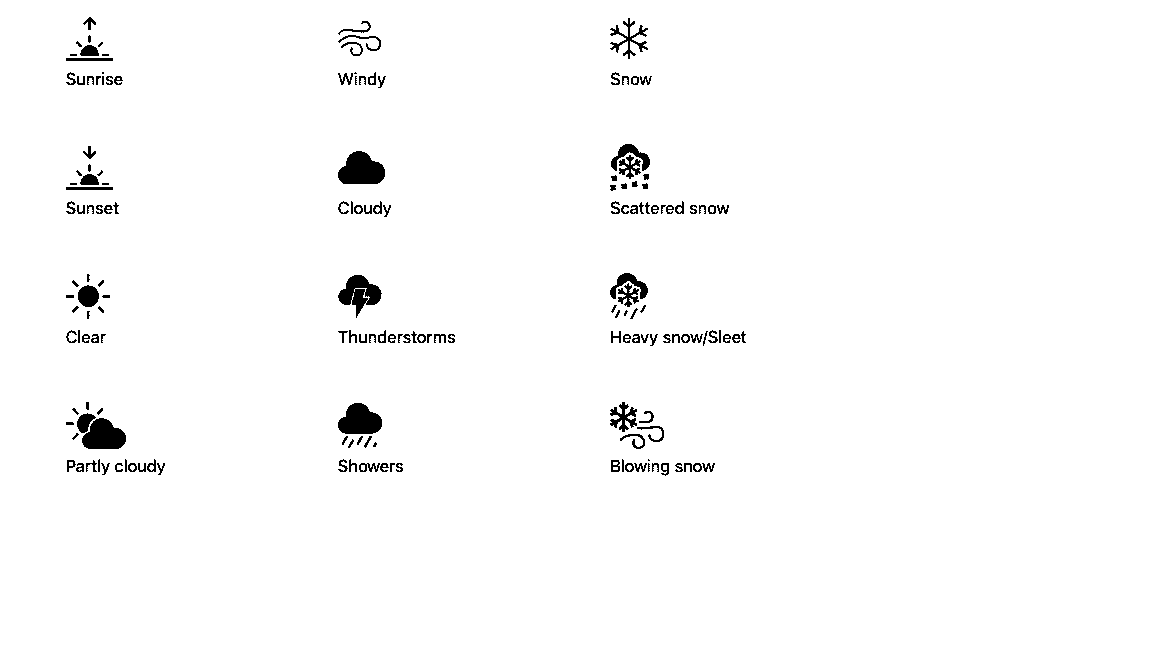 Sunrise
Windy
Snow
Sunset
Cloudy
Scattered snow
Clear
Thunderstorms
Heavy snow/Sleet
Partly cloudy
Showers
Blowing snow